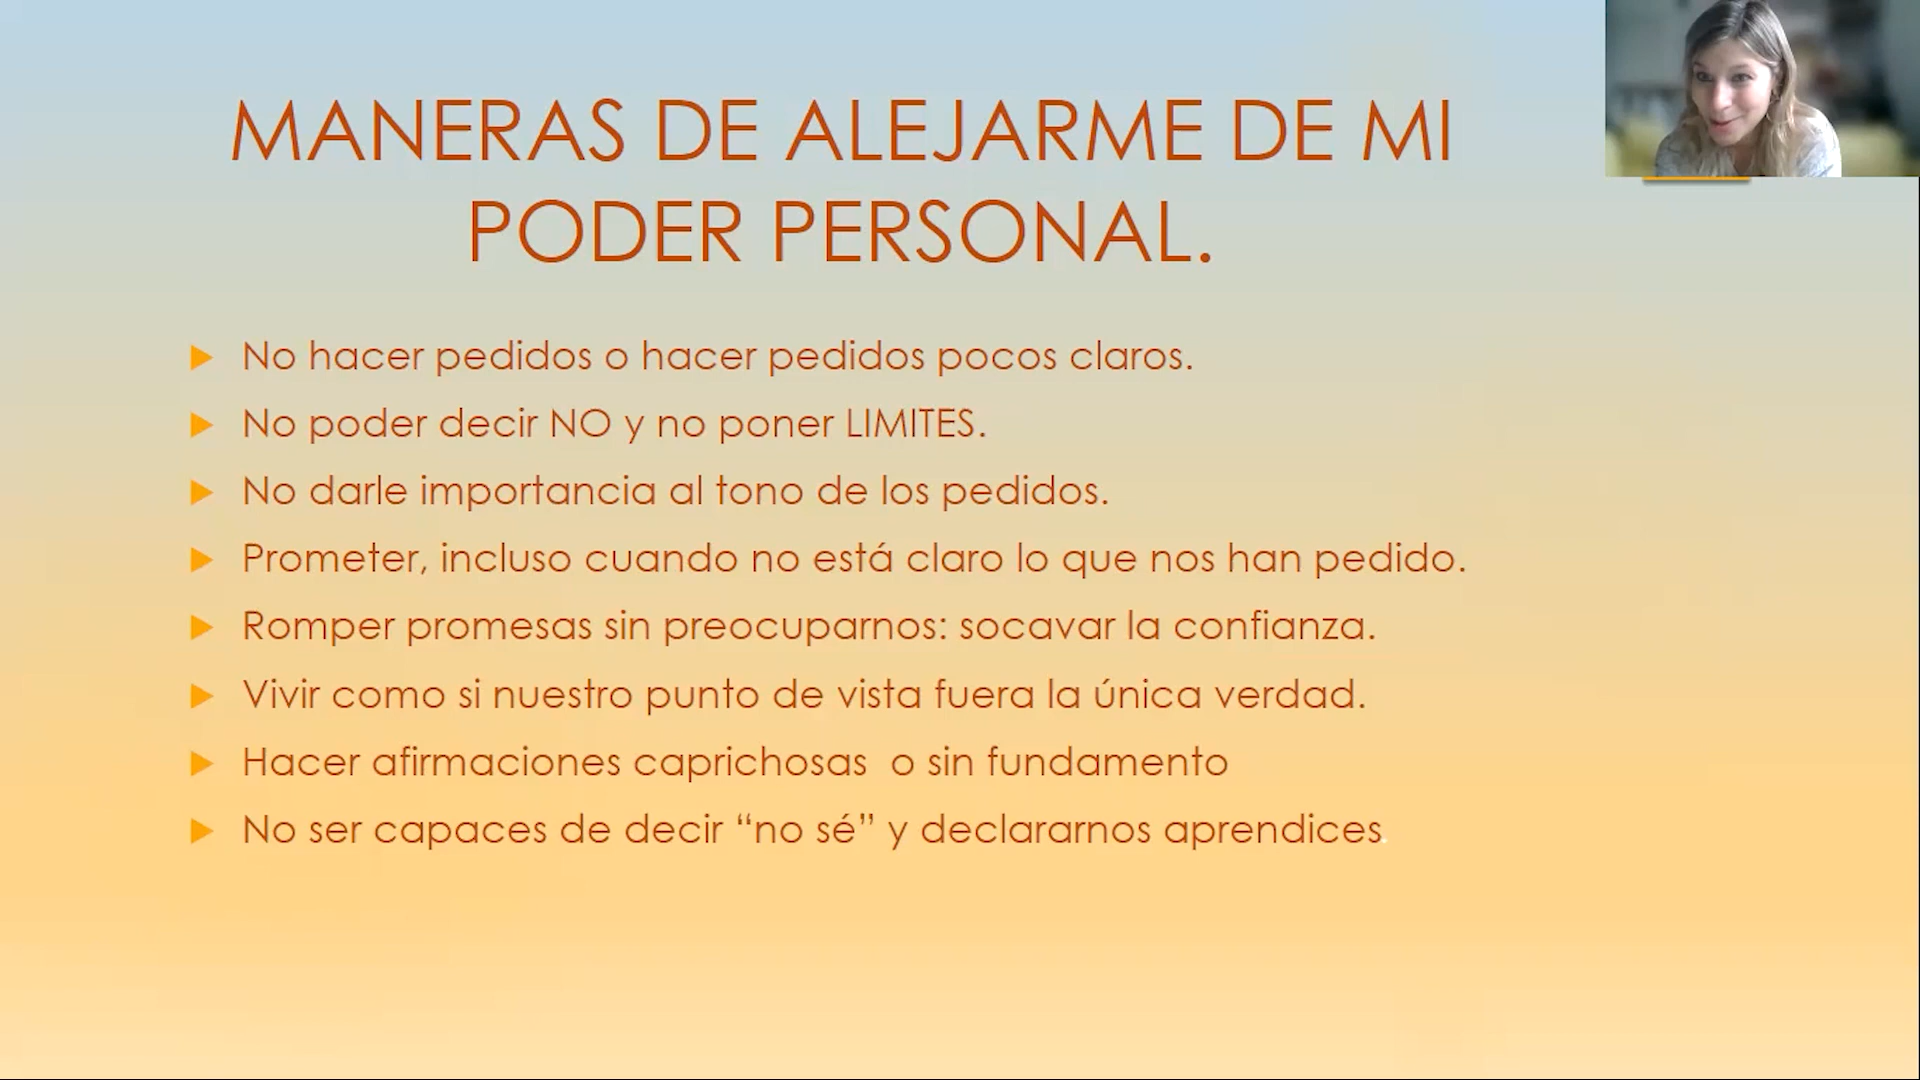 MANERAS DE ALEJARME DE MI
PODER PERSONAL.
No hacer pedidos o hacer pedidos pocos claros.
No poder decir NO y no poner LIMITES.
No darle importancia al tono de los pedidos.
Prometer, incluso cuando no está claro lo que nos han pedido.
Romper promesas sin preocuparnos: socavar la confianza.
Vivir como si nuestro punto de vista fuera la única verdad.
Hacer afirmaciones caprichosas  o sin fundamento
No ser capaces de decir “no sé” y declararnos aprendices.